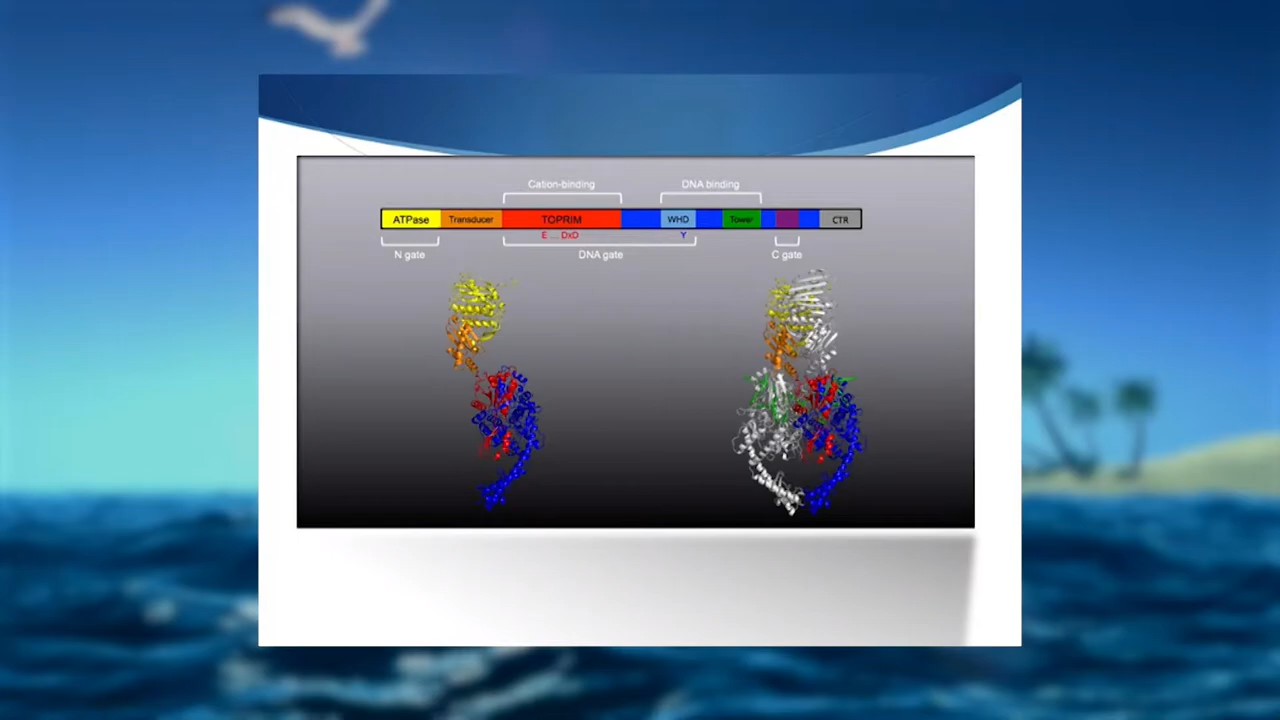 Cation-binding DNA binding
ATPase Transducer TOPRIM WHD Tower CTR
E ... DxD Y
N gate DNA gate C gate